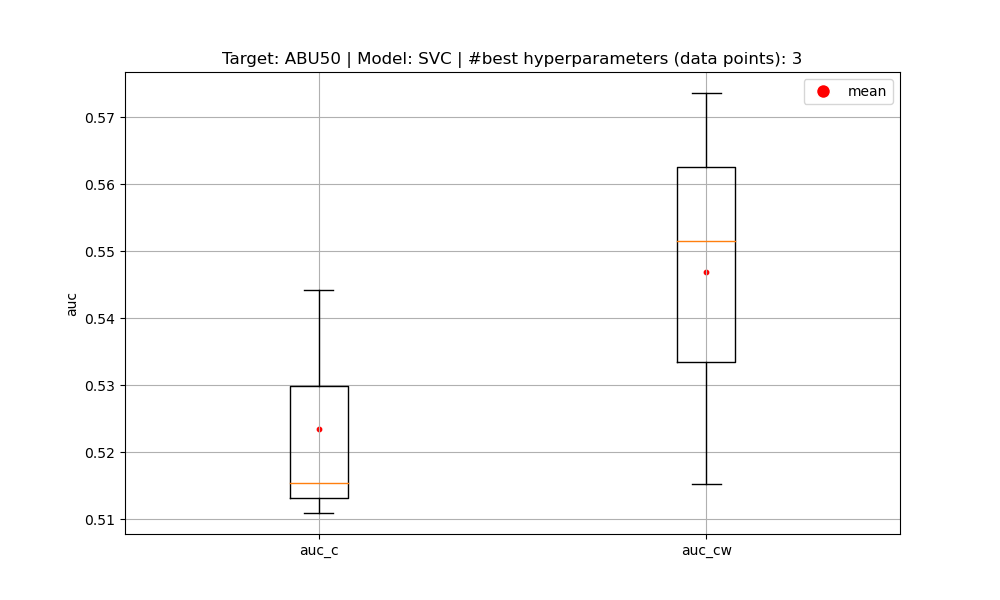 Target: ABU50 | Model: SVC | #best hyperparameters (data points): 3
mean
0.57
0.56
0.55
0.54
0.53
0.52
0.51
auc
auc_c
auc_cw